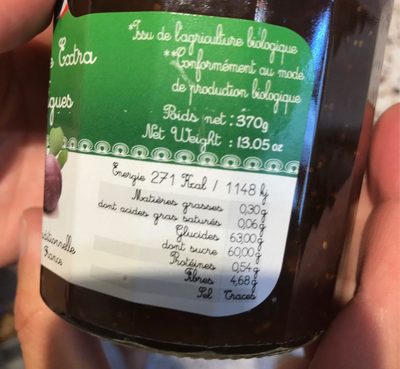 *Issu de l'agriculture biologique
**Conformément au mode
de production biologique
Extra
gues
Poids net : 370g
Net Weight : 13.05 oz
Energie 271 Kcal / 1148 kj
Matières grasses 0,30g
dont acides gras saturés 0,06g
Glucides 63,00g
dont sucre 60,00g
Protéines 0,54g
Fibres 4,68g
Sel Traces
ditionnelle
France